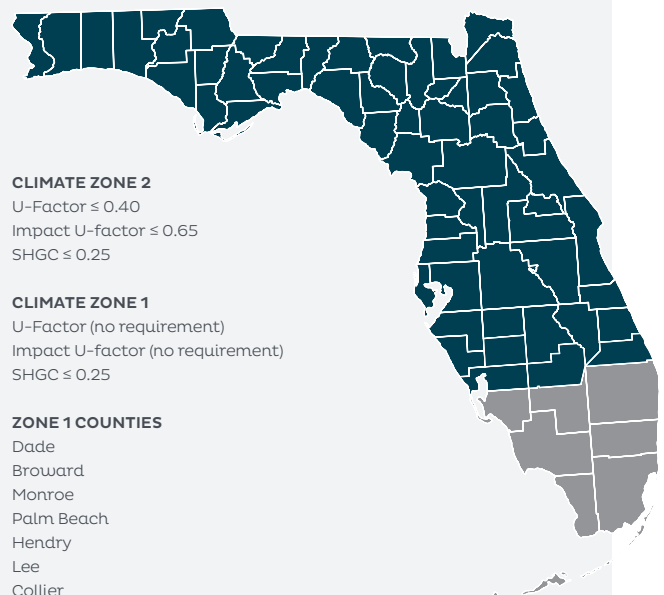 CLIMATE ZONE 2
U-Factor ≤ 0.40
Impact U-factor ≤ 0.65
SHGC ≤ 0.25
CLIMATE ZONE 1
U-Factor (no requirement)
Impact U-factor (no requirement)
SHGC ≤ 0.25
ZONE 1 COUNTIES
Dade
Broward
Monroe
Palm Beach
Hendry
Lee
Collier